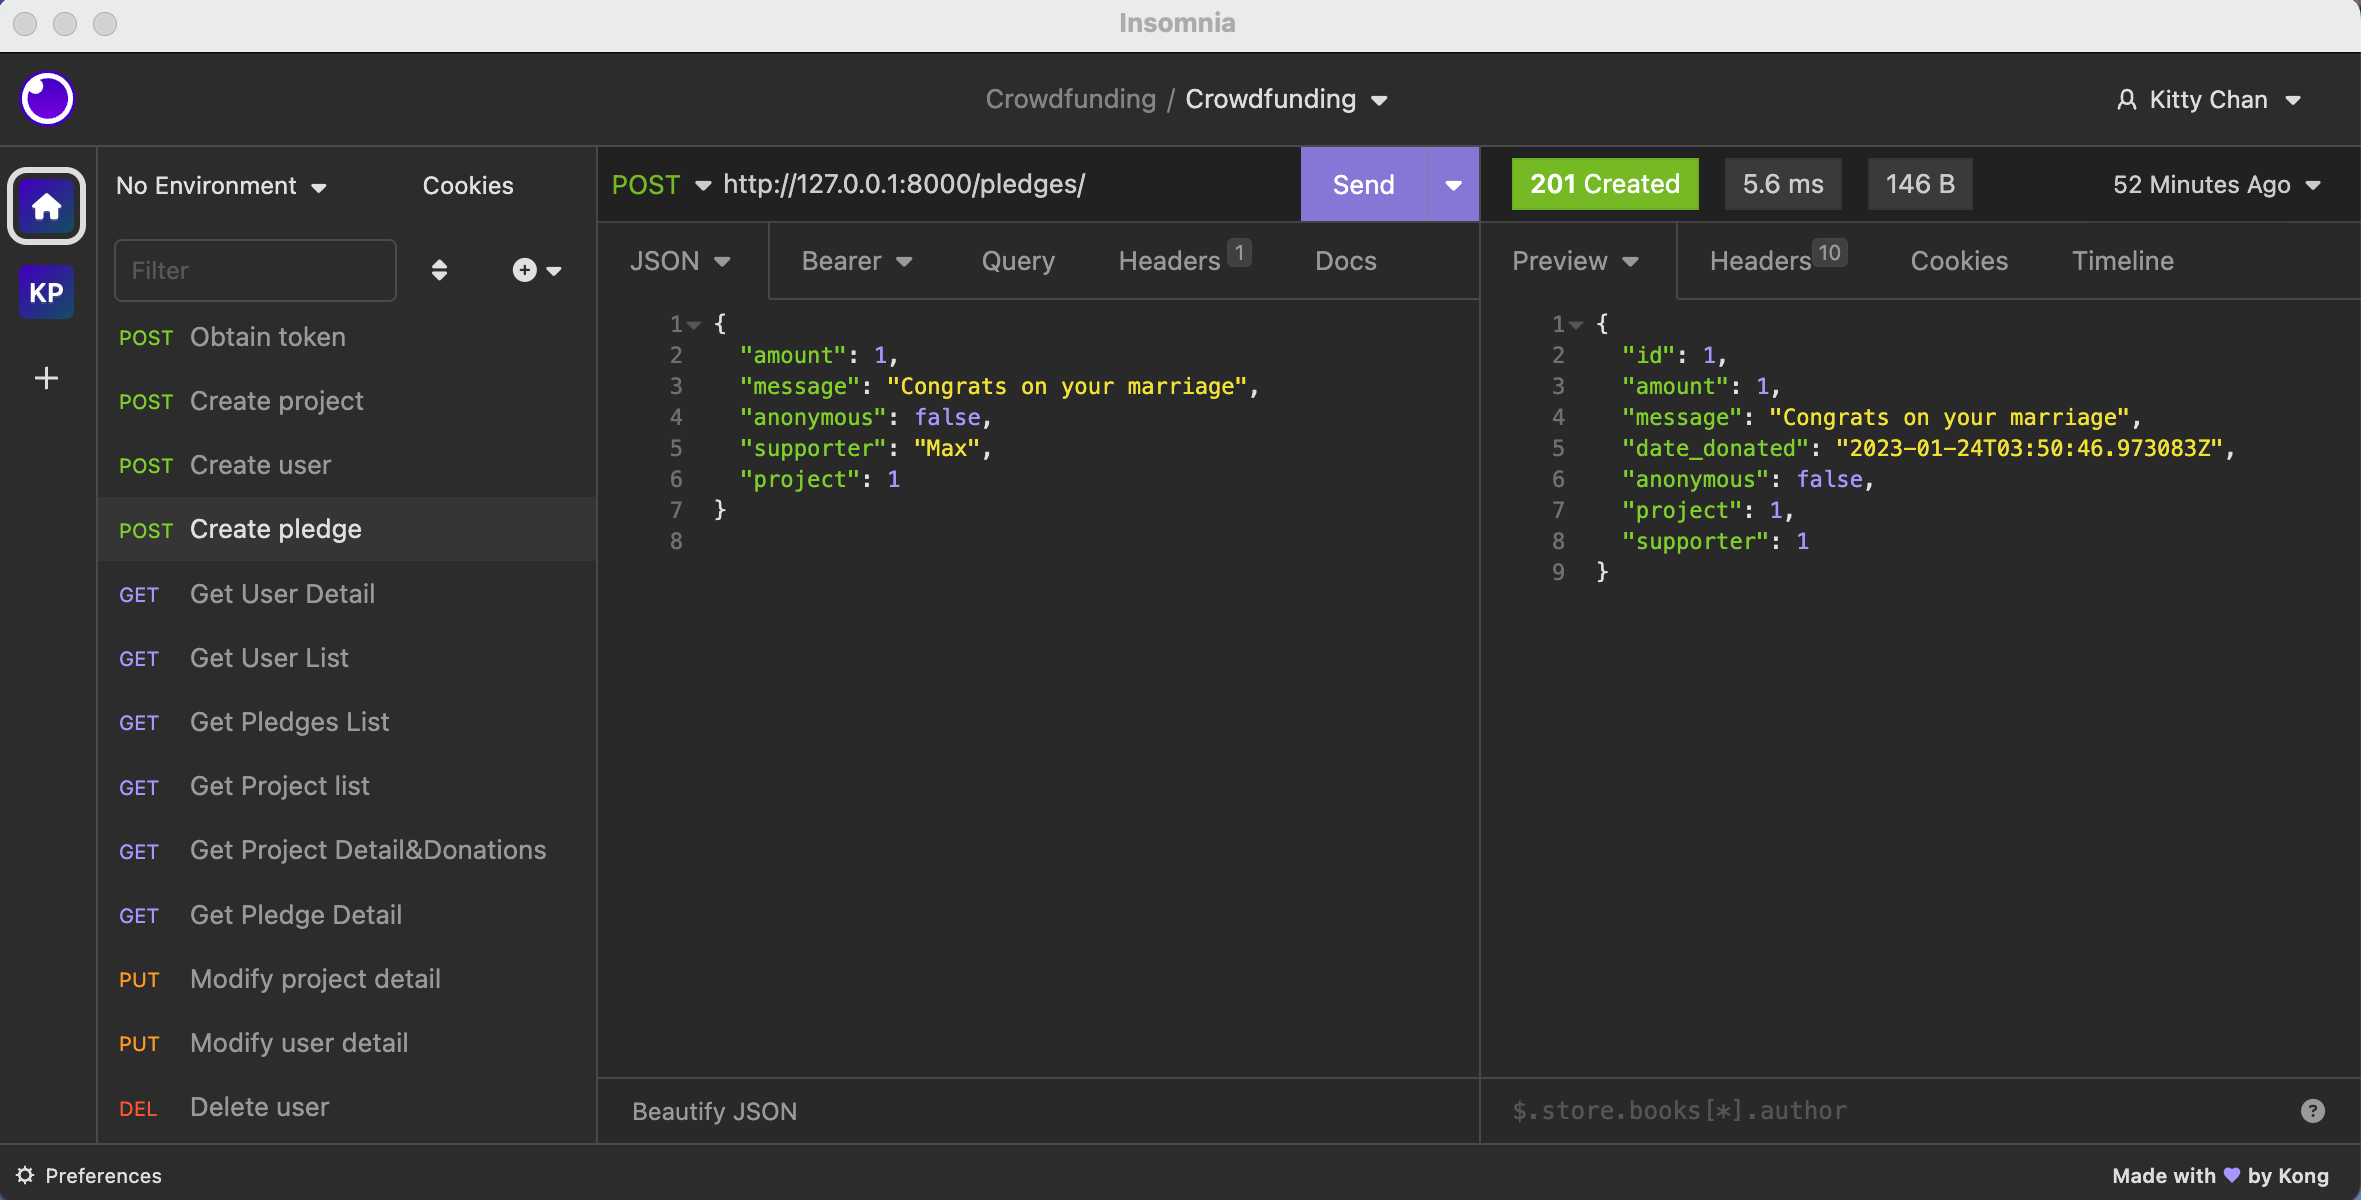 Insomnia
Crowdfunding / Crowdfunding
Kitty Chan
KP
No Environment
Cookies
Filter
POST Obtain token
POST Create project
POST Create user
POST Create pledge
GET Get User Detail
GET Get User List
GET Get Pledges List
GET Get Project list
GET Get Project Detail&Donations
GET Get Pledge Detail
PUT Modify project detail
PUT Modify user detail
DEL Delete user
POST http://127.0.0.1:8000/pledges/ Send
JSON Bearer Query Headers 1 Docs
1 {
2 "amount": 1,
3 "message": "Congrats on your marriage",
4 "anonymous": false,
5 "supporter": "Max",
6 "project": 1
7 }
8
Beautify JSON
201 Created 5.6 ms 146 B 52 Minutes Ago
Preview Headers 10 Cookies Timeline
1 {
2 "id": 1,
3 "amount": 1,
4 "message": "Congrats on your marriage",
5 "date_donated": "2023-01-24T03:50:46.973083Z",
6 "anonymous": false,
7 "project": 1,
8 "supporter": 1
9 }
$.store.books[*].author
?
Preferences
Made with 💜 by Kong